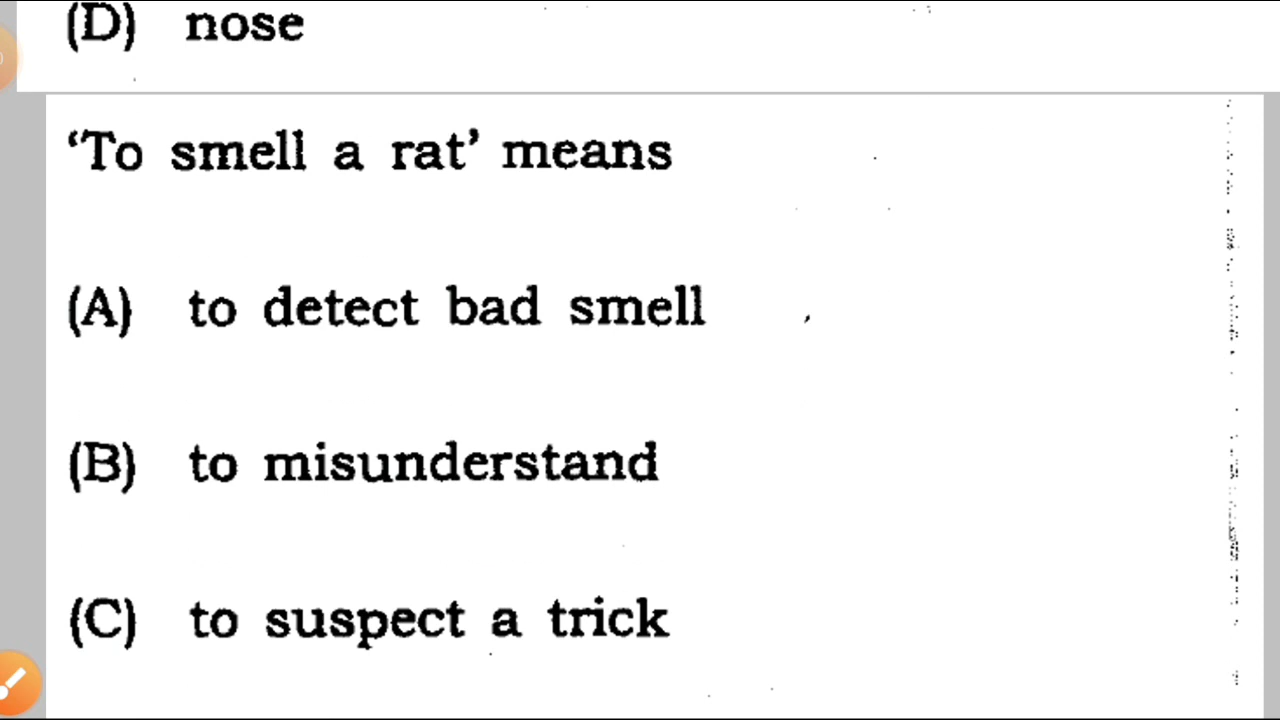 (D) nose
‘To smell a rat’ means
(A) to detect bad smell
(B) to misunderstand
(C) to suspect a trick